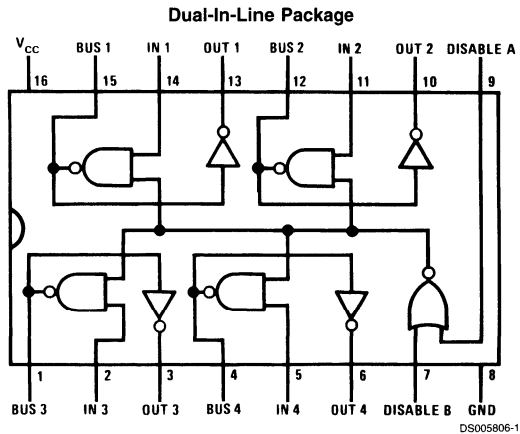 Dual-In-Line Package
VCC BUS 1 IN 1 OUT 1 BUS 2 IN 2 OUT 2 DISABLE A
16 15 14 13 12 11 10 9
1 2 3 4 5 6 7 8
BUS 3 IN 3 OUT 3 BUS 4 IN 4 OUT 4 DISABLE B GND
DS005806-1